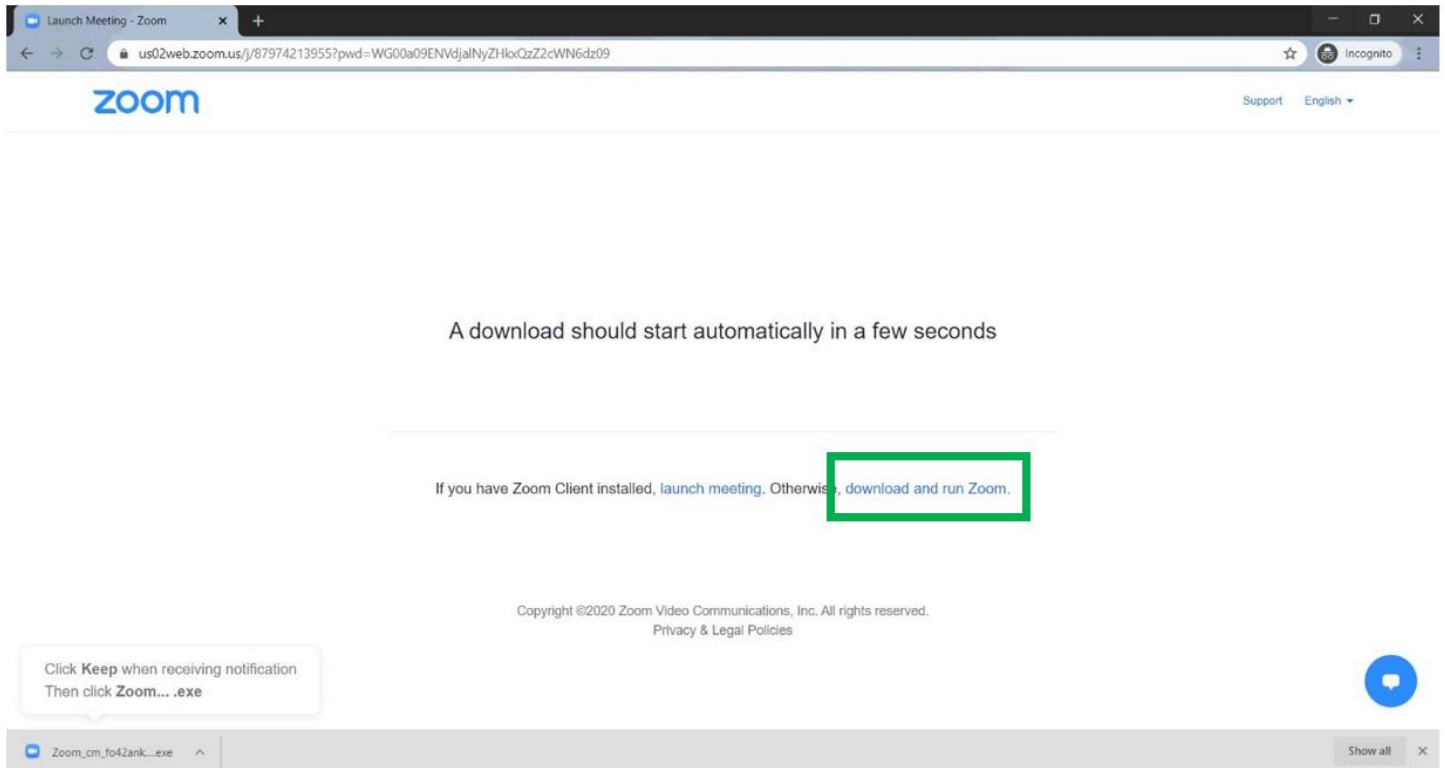 Launch Meeting - Zoom
us02web.zoom.us/j/87974213955?pwd=WG00a09ENVdjalNyZHkxQzZ2cWN6dz09
Incognito
zoom
Support English
A download should start automatically in a few seconds
If you have Zoom Client installed, launch meeting. Otherwise, download and run Zoom.
Copyright ©2020 Zoom Video Communications, Inc. All rights reserved.
Privacy & Legal Policies
Click Keep when receiving notification
Then click Zoom... .exe
Zoom_cm_fo42ank....exe
Show all